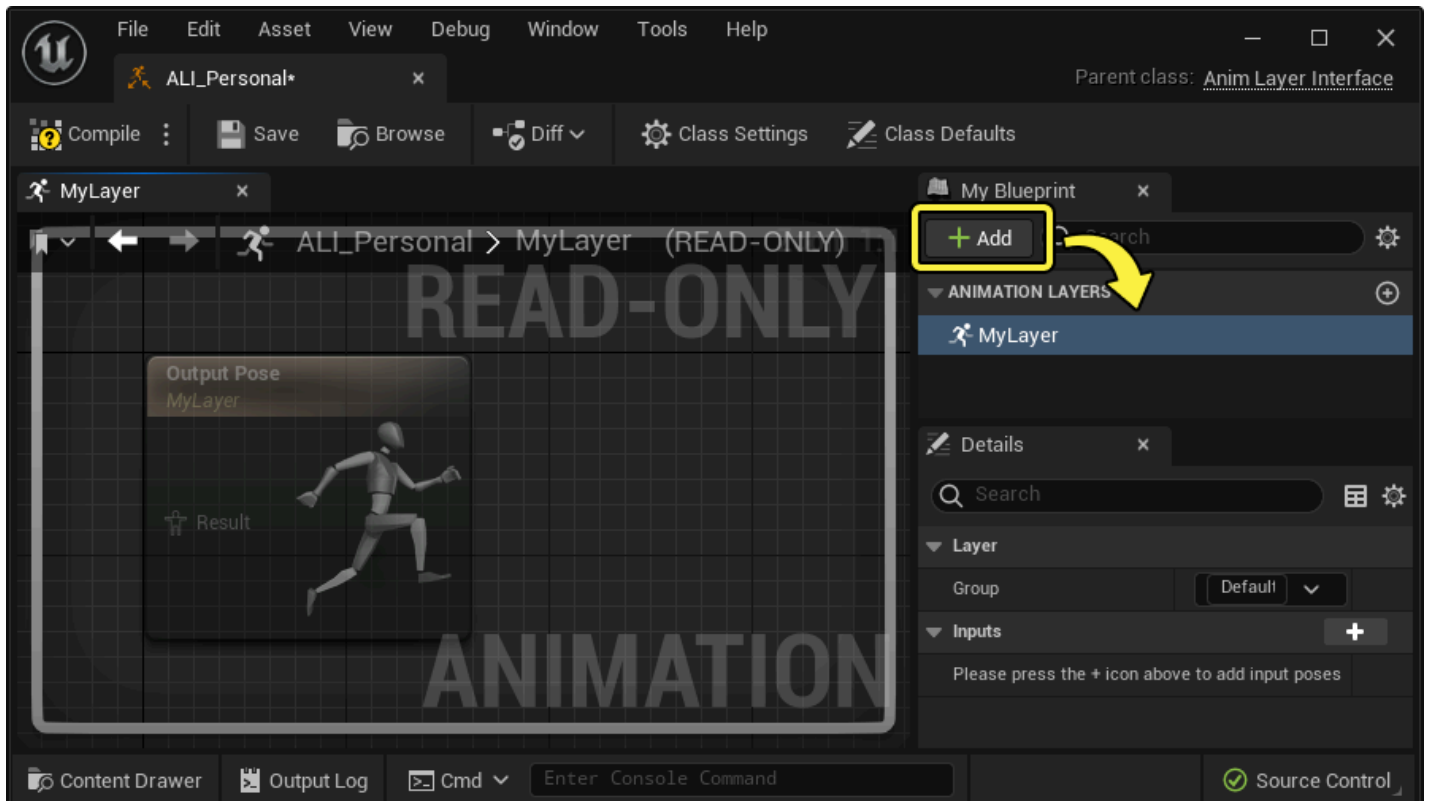 File Edit Asset View Debug Window Tools Help
ALI_Personal*
Parent class: Anim Layer Interface
Compile Save Browse Diff Class Settings Class Defaults
MyLayer
My Blueprint
ALI_Personal > MyLayer (READ-ONLY) 1:1
+ Add
Search
READ-ONLY
ANIMATION LAYERS
MyLayer
Output Pose
MyLayer
Result
Details
Search
Layer
Group Default
Inputs
Please press the + icon above to add input poses
ANIMATION
Content Drawer Output Log Cmd Enter Console Command Source Control